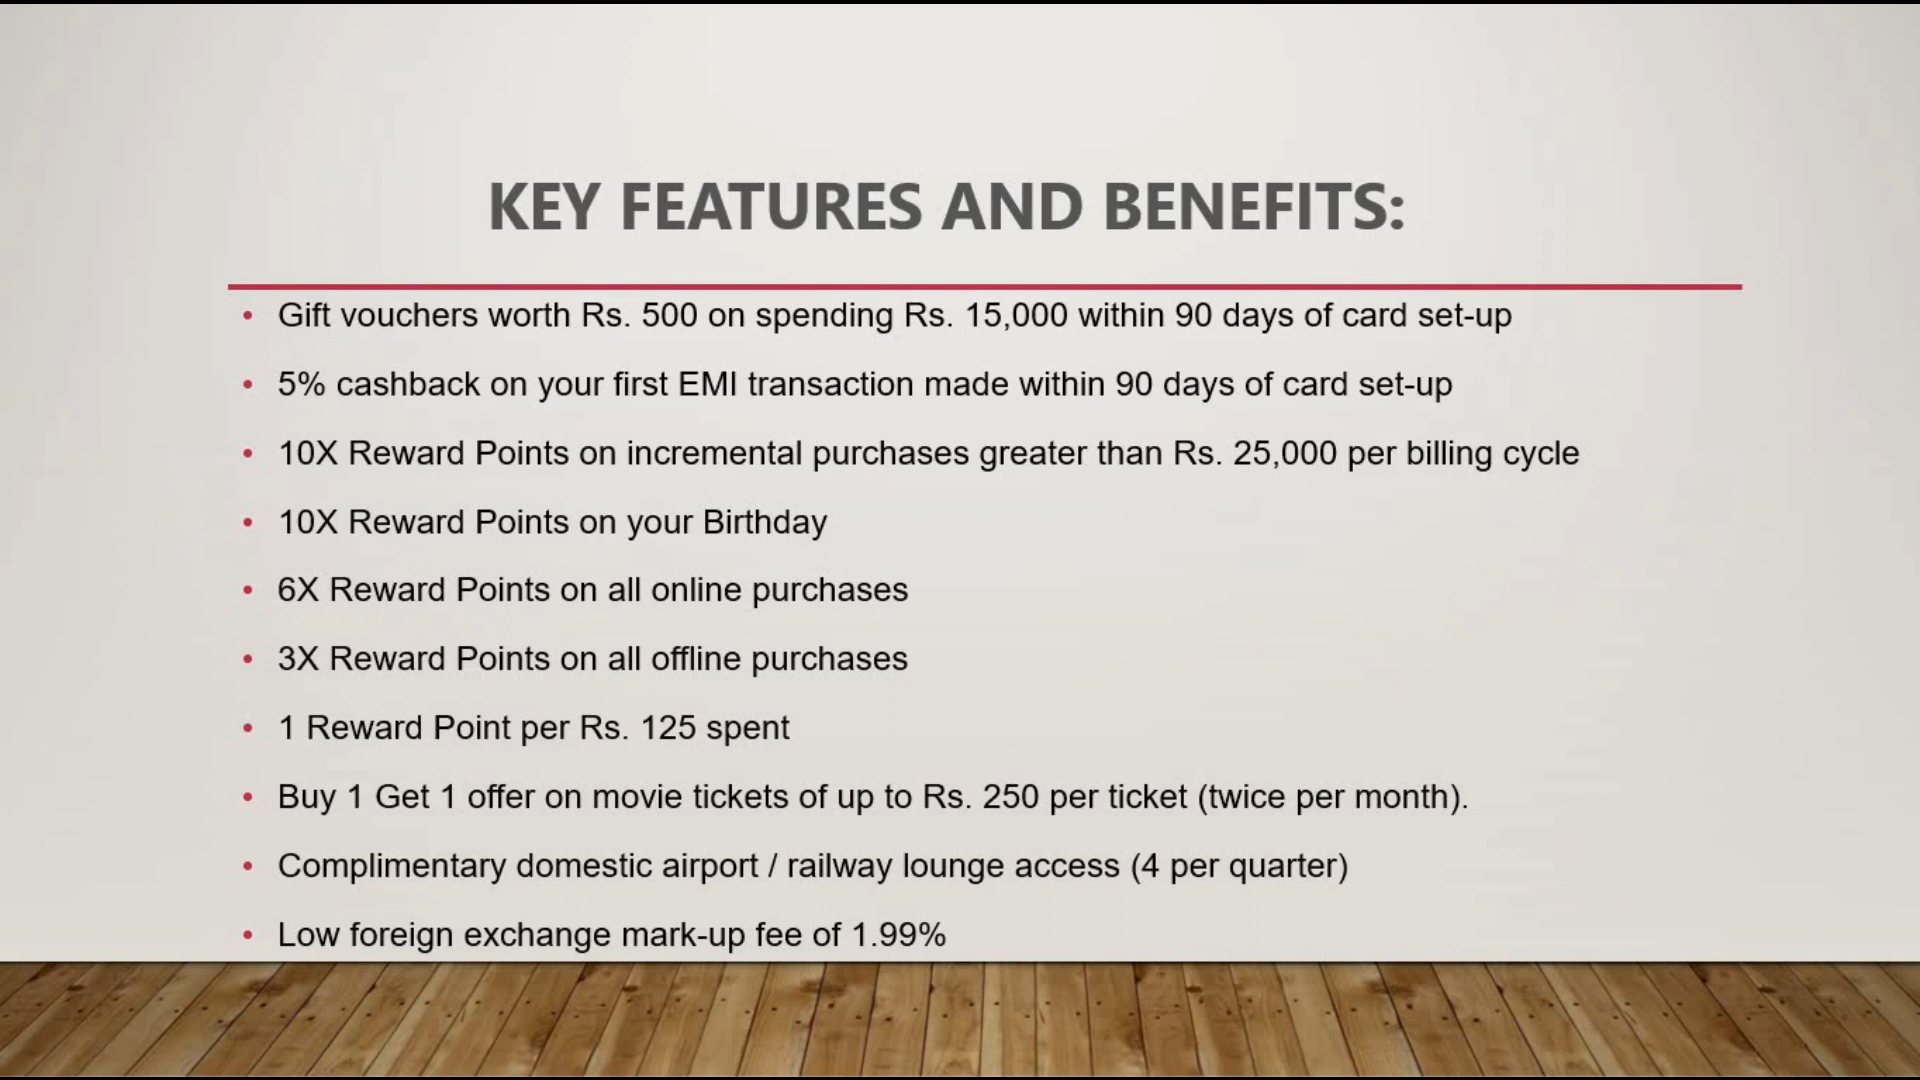 KEY FEATURES AND BENEFITS:
• Gift vouchers worth Rs. 500 on spending Rs. 15,000 within 90 days of card set-up
• 5% cashback on your first EMI transaction made within 90 days of card set-up
• 10X Reward Points on incremental purchases greater than Rs. 25,000 per billing cycle
• 10X Reward Points on your Birthday
• 6X Reward Points on all online purchases
• 3X Reward Points on all offline purchases
• 1 Reward Point per Rs. 125 spent
• Buy 1 Get 1 offer on movie tickets of up to Rs. 250 per ticket (twice per month).
• Complimentary domestic airport / railway lounge access (4 per quarter)
• Low foreign exchange mark-up fee of 1.99%